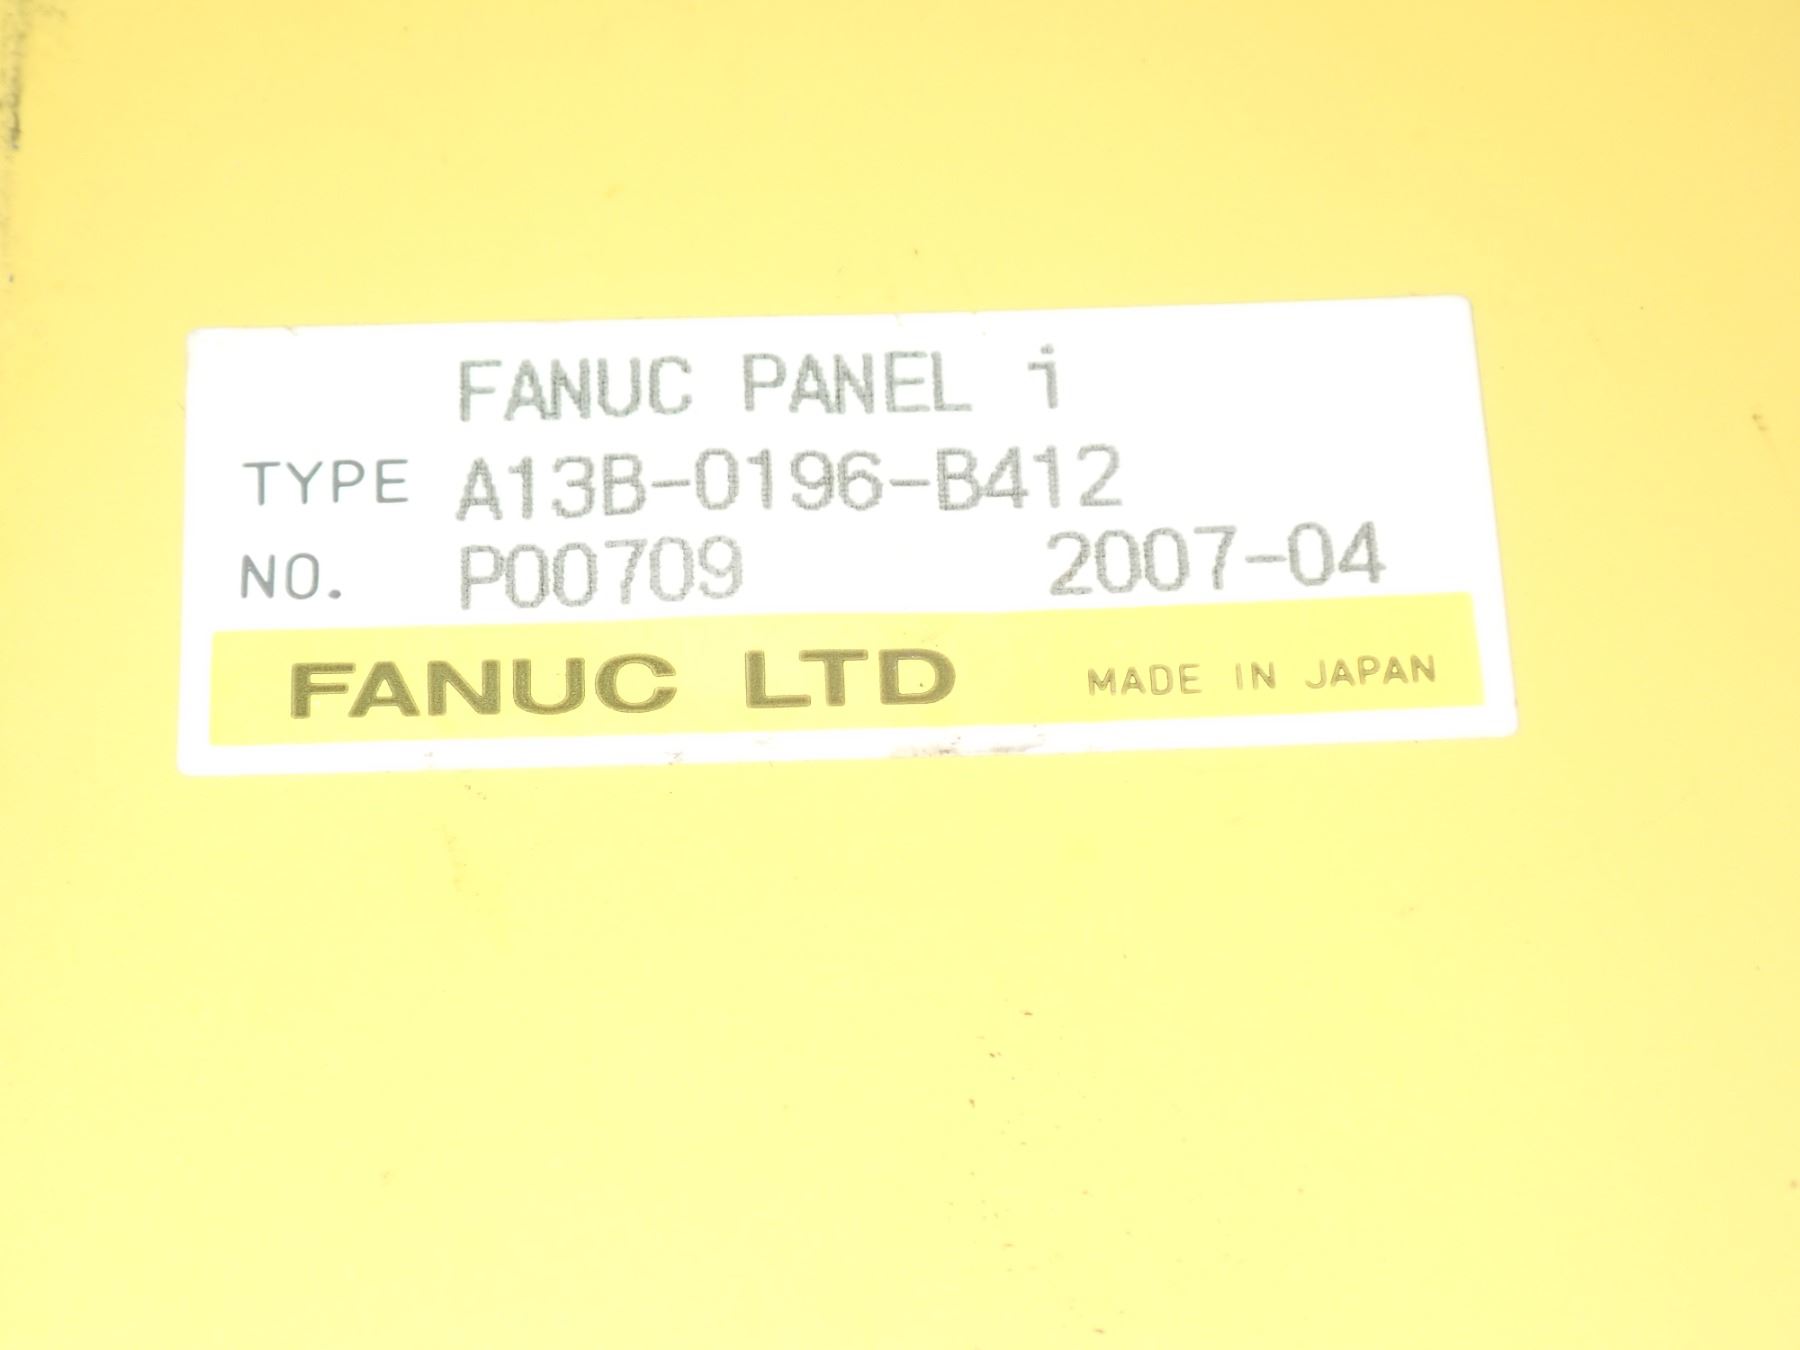 FANUC PANEL i
TYPE A13B-0196-B412
NO. P00709 2007-04
FANUC LTD MADE IN JAPAN